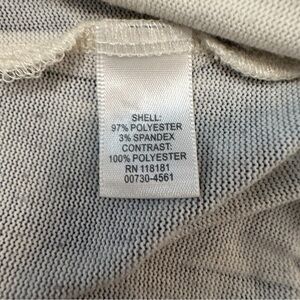 SHELL:
97% POLYESTER
3% SPANDEX
CONTRAST:
100% POLYESTER
RN 118181
00730-4561